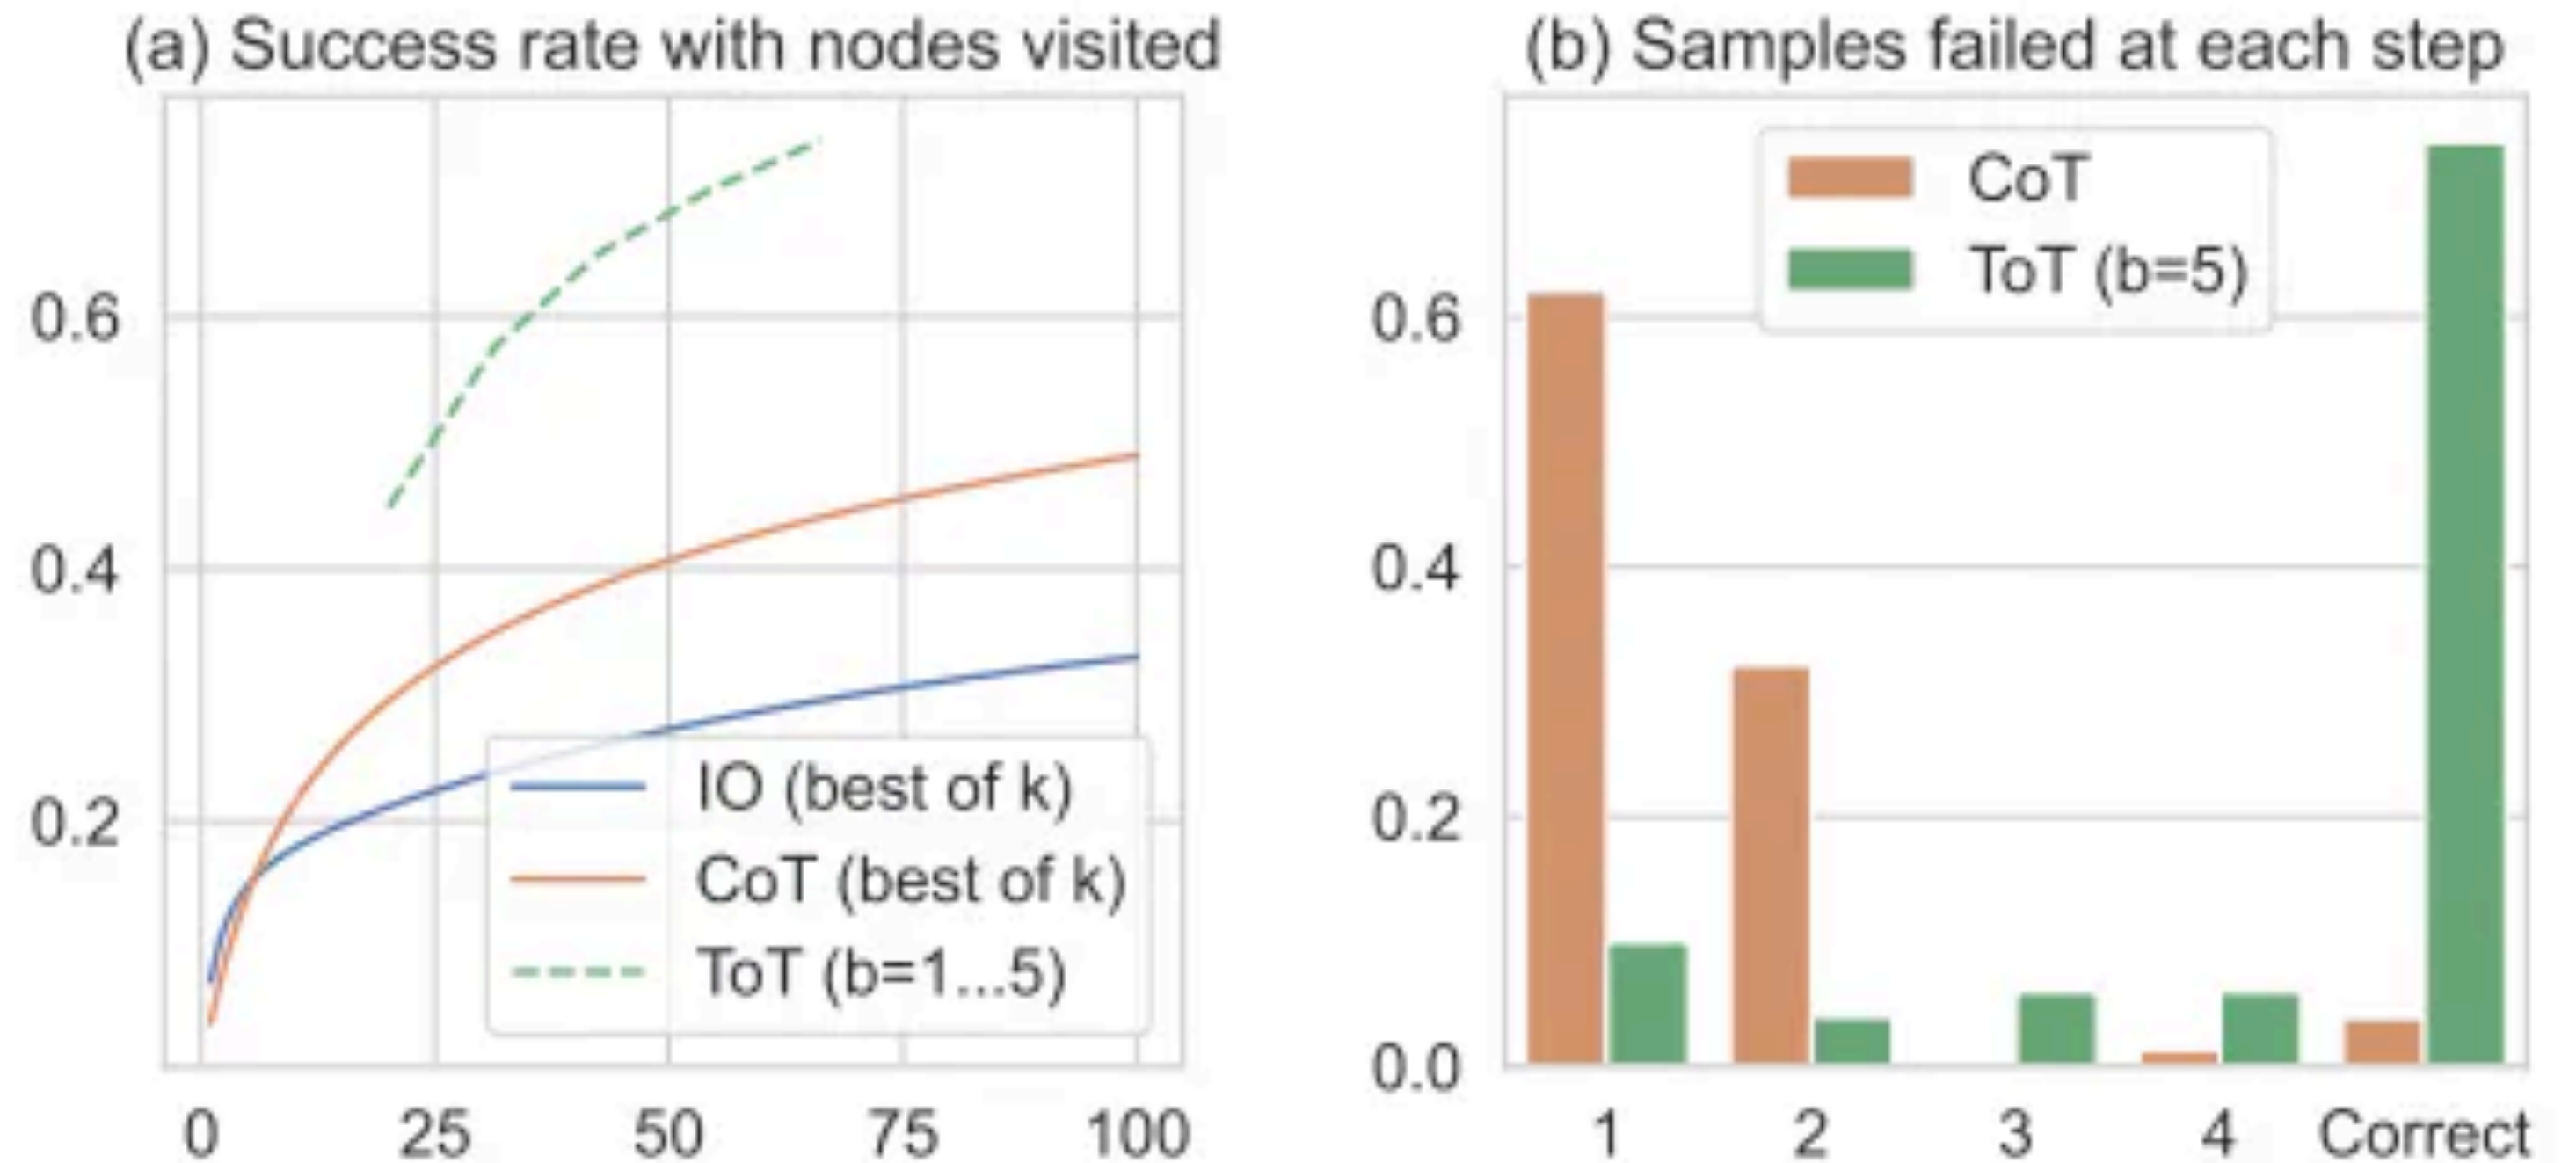 (a) Success rate with nodes visited
0.6
0.4
0.2
0 25 50 75 100
IO (best of k)
CoT (best of k)
ToT (b=1...5)
(b) Samples failed at each step
CoT
ToT (b=5)
0.6
0.4
0.2
0.0
1 2 3 4 Correct